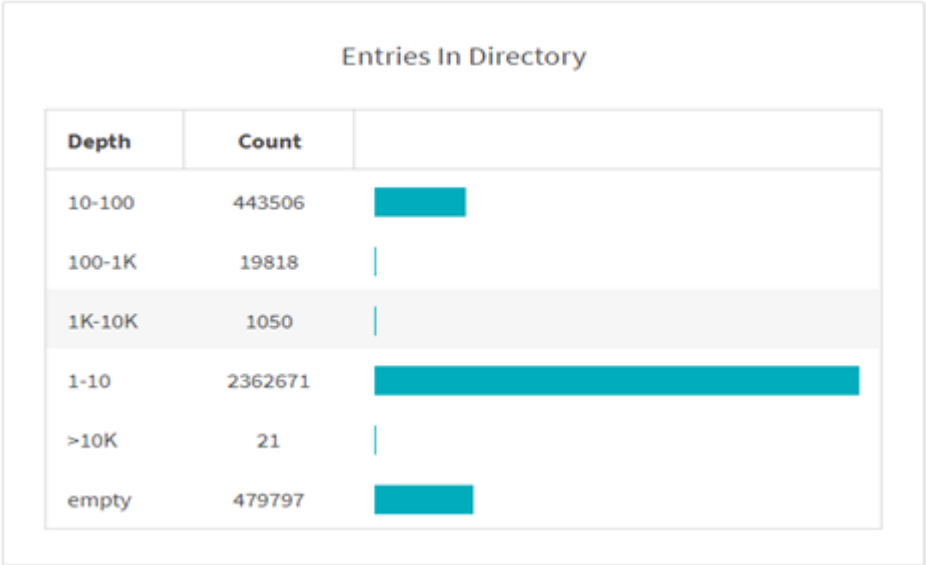 Entries In Directory
Depth Count
10-100 443506
100-1K 19818
1K-10K 1050
1-10 2362671
>10K 21
empty 479797